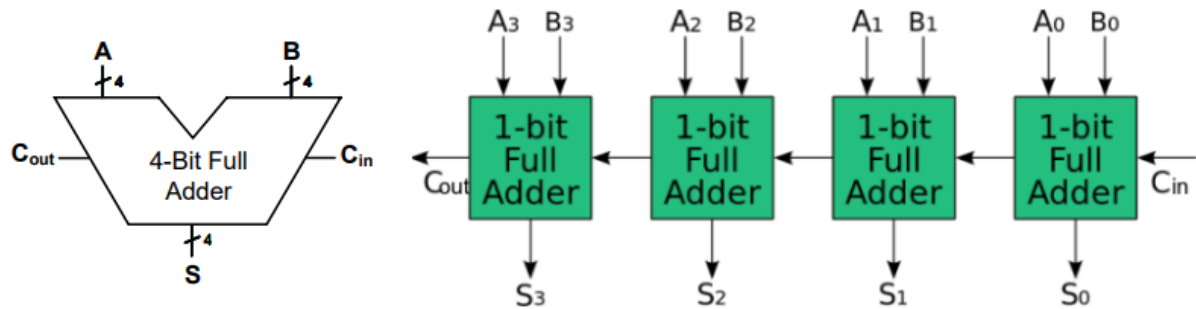 A B
4 4
Cout Cin
4-Bit Full
Adder
4
S
A3 B3 A2 B2 A1 B1 A0 B0
1-bit
Full
Adder
1-bit
Full
Adder
1-bit
Full
Adder
1-bit
Full
Adder
Cout Cin
S3 S2 S1 S0